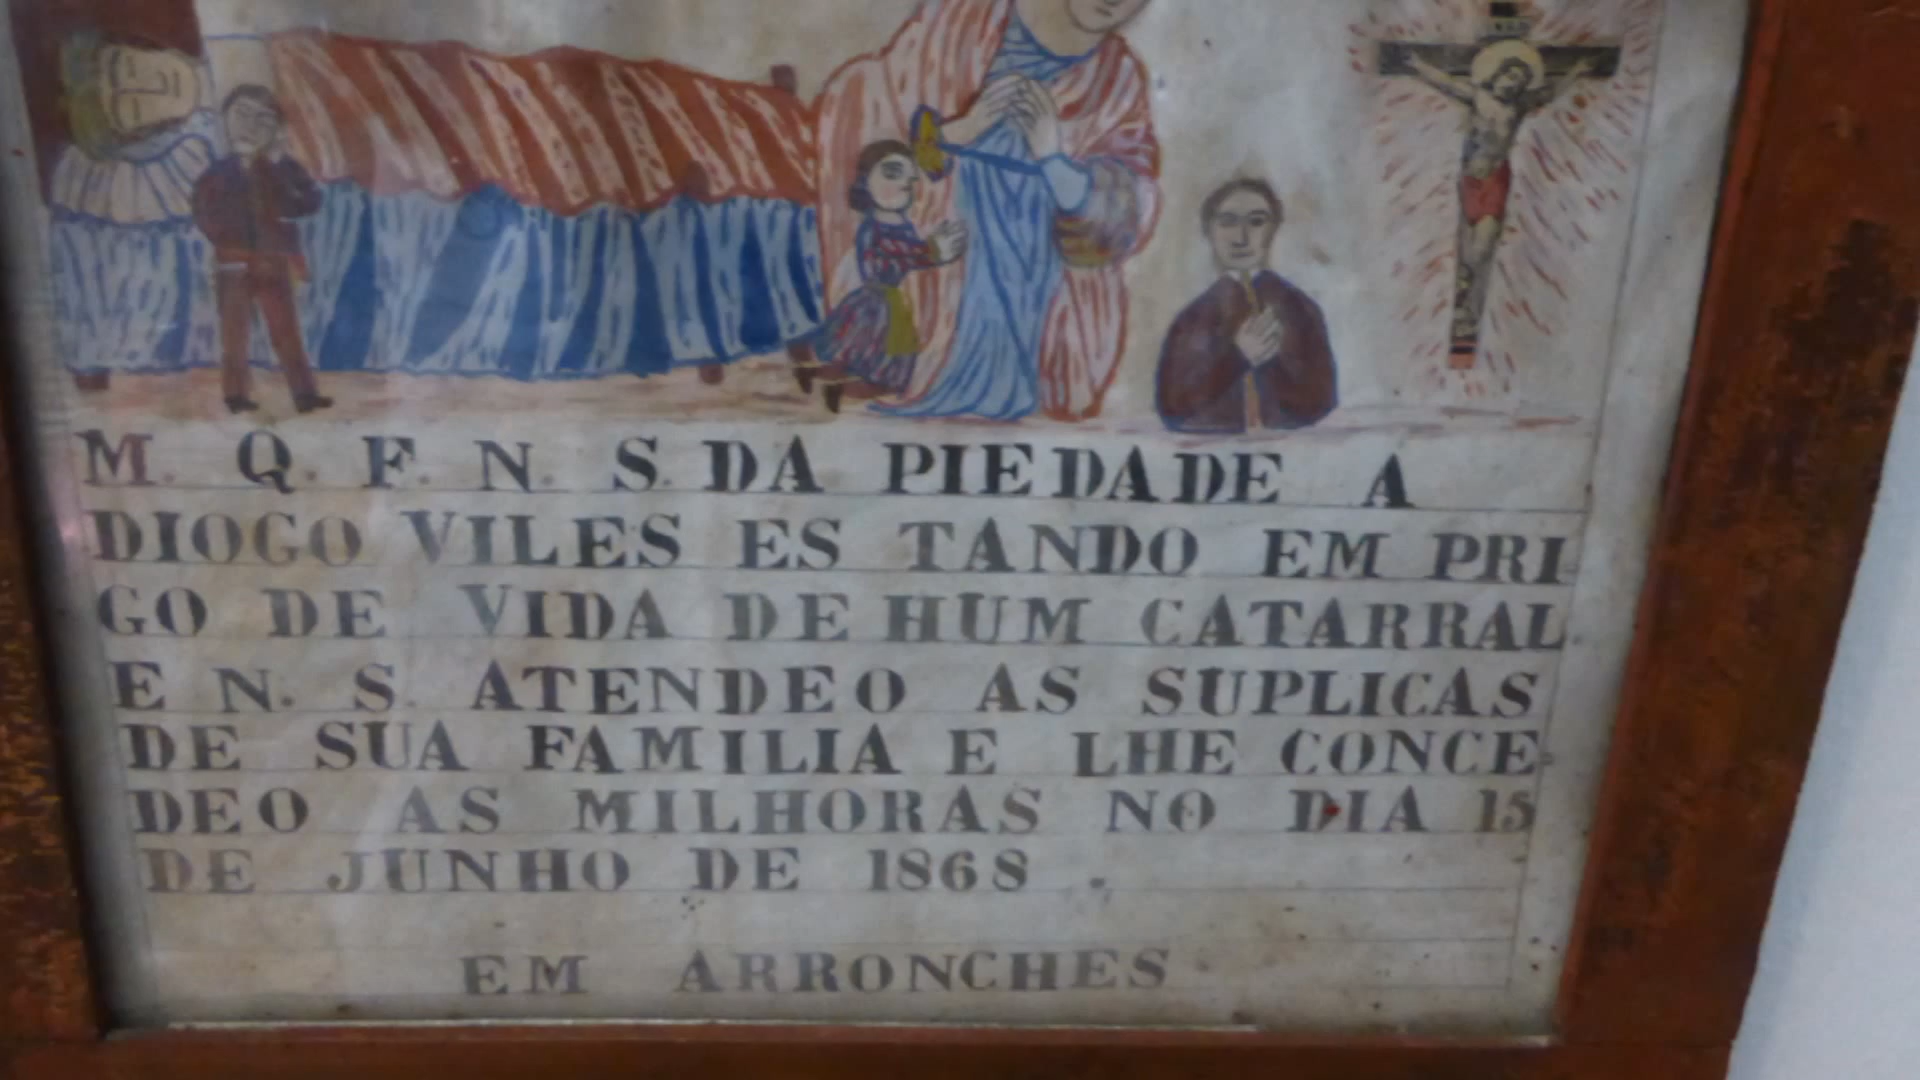 M. Q. F. N. S. DA PIEDADE A
DIOGO VILES ES TANDO EM PRI
GO DE VIDA DE HUM CATARRAL
E N. S. ATENDEO AS SUPLICAS
DE SUA FAMILIA E LHE CONCE
DEO AS MILHORAS NO DIA 15
DE JUNHO DE 1868.
EM ARRONCHES